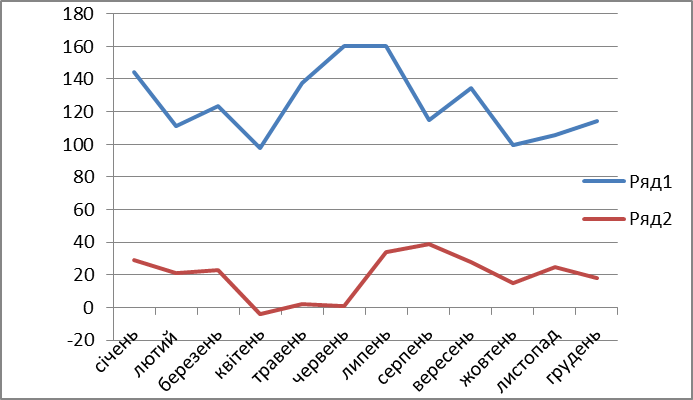 180
160
140
120
100
80
60
40
20
0
-20
січень
лютий
березень
квітень
травень
червень
липень
серпень
вересень
жовтень
листопад
грудень
Ряд1
Ряд2